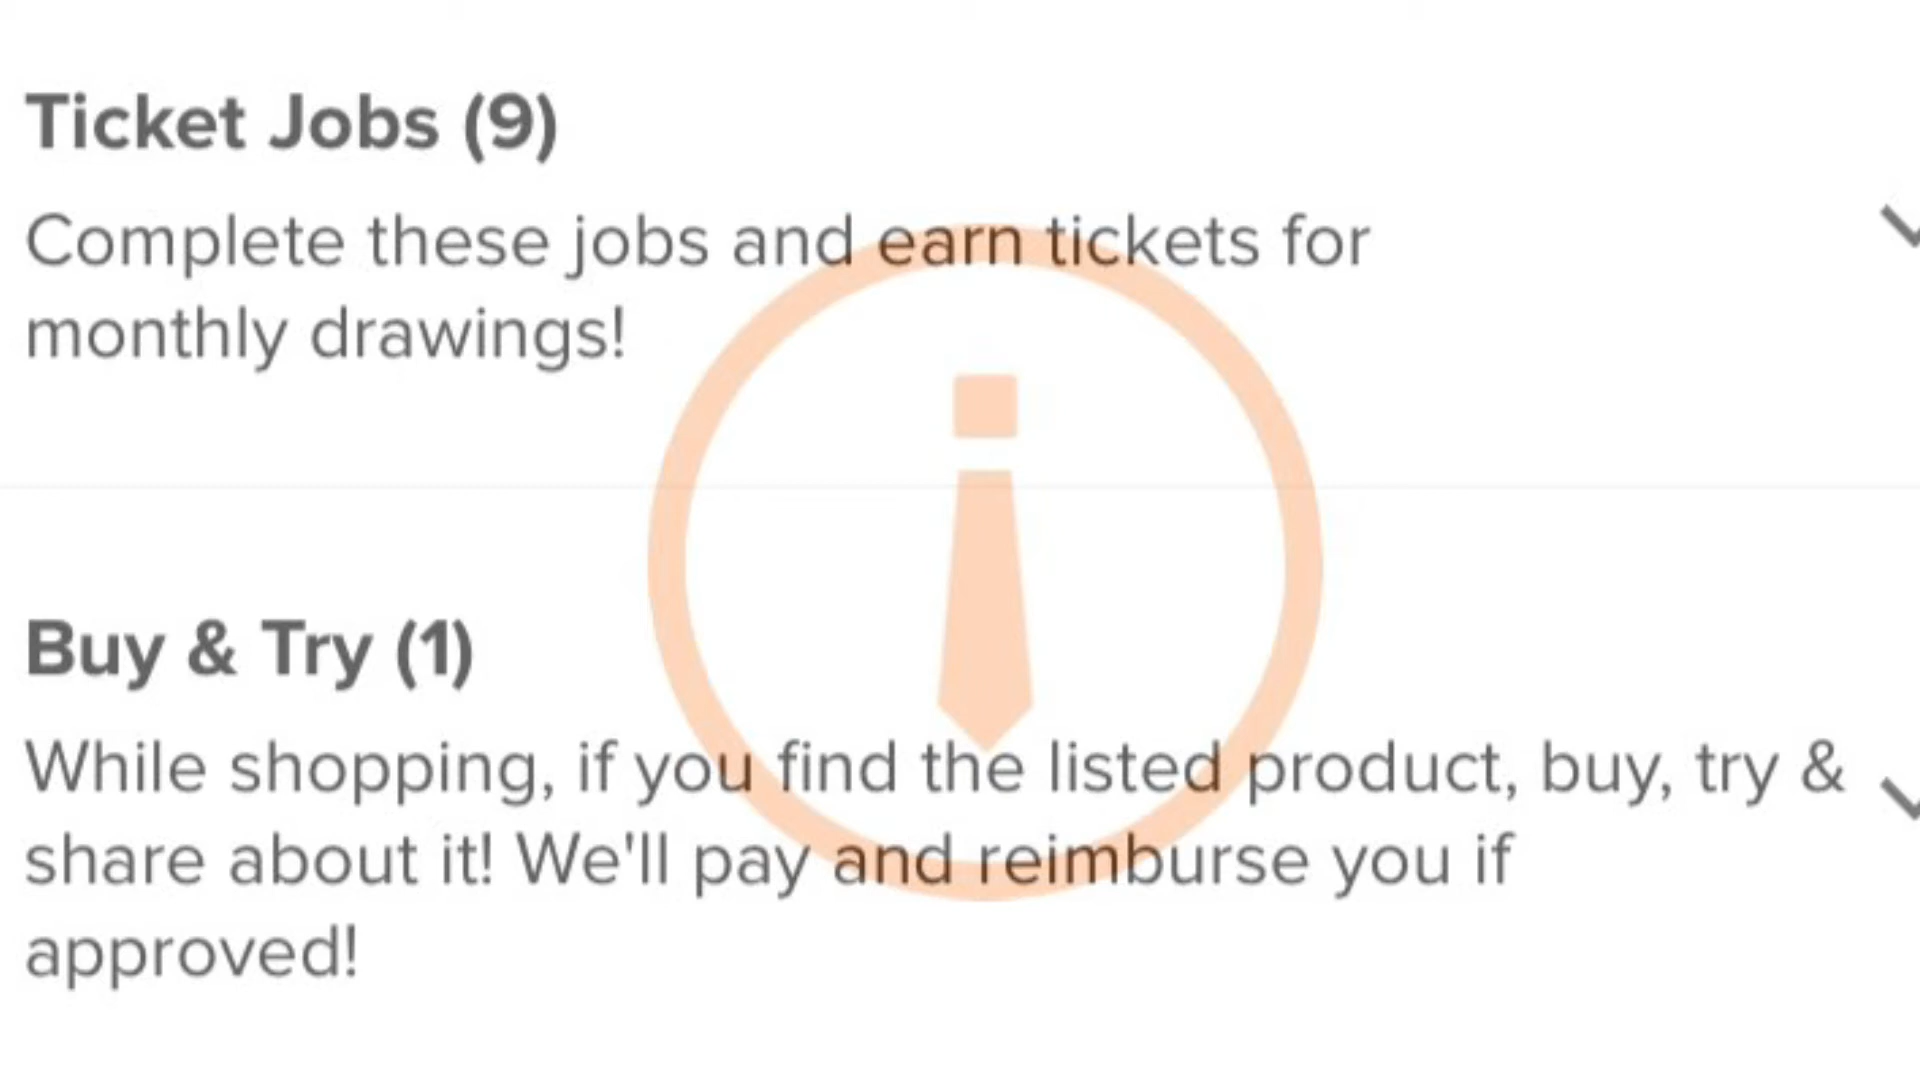 Ticket Jobs (9)
Complete these jobs and earn tickets for
monthly drawings!
Buy & Try (1)
While shopping, if you find the listed product, buy, try &
share about it! We'll pay and reimburse you if
approved!